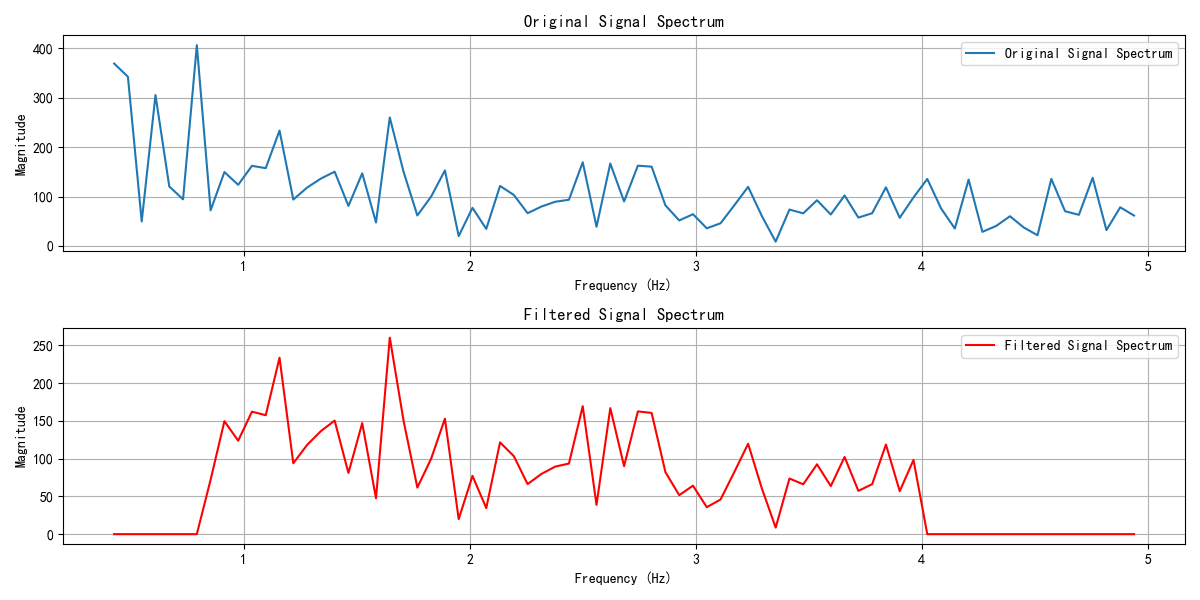 Original Signal Spectrum
400
300
200
100
0
Magnitude
Original Signal Spectrum
1
2
3
4
5
Frequency (Hz)
Filtered Signal Spectrum
250
200
150
100
50
0
Magnitude
Filtered Signal Spectrum
1
2
3
4
5
Frequency (Hz)